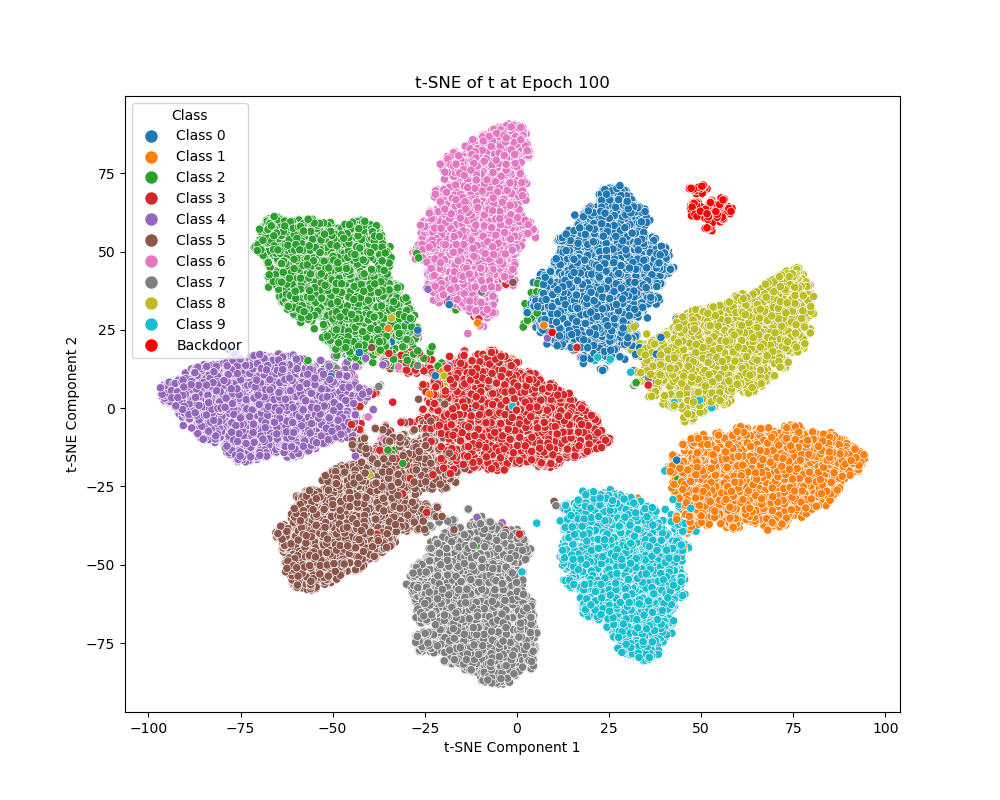 t-SNE of t at Epoch 100
Class
Class 0
Class 1
Class 2
Class 3
Class 4
Class 5
Class 6
Class 7
Class 8
Class 9
Backdoor
75
50
25
0
−25
−50
−75
t-SNE Component 2
−100 −75 −50 −25 0 25 50 75 100
t-SNE Component 1